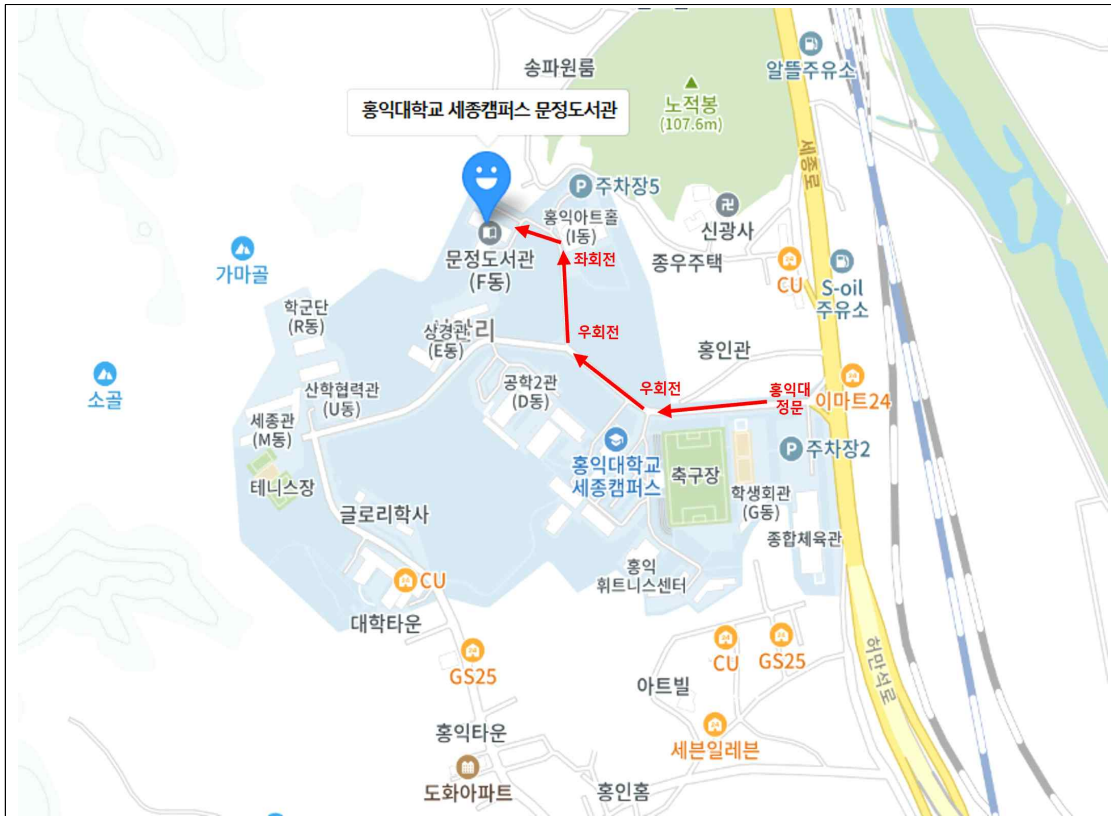 송파원룸
알뜰주유소
노적봉
(107.6m)
홍익대학교 세종캠퍼스 문정도서관
세종로
주차장5
홍익아트홀
(I동)
신광사
문정도서관
(F동)
좌회전
종우주택
CU
S-oil
주유소
가마골
학군단
(R동)
상경관
(E동)
리
우회전
홍인관
소골
산학협력관
(U동)
공학2관
(D동)
우회전
홍익대
정문
이마트24
세종관
(M동)
홍익대학교
세종캠퍼스
축구장
주차장2
테니스장
학생회관
(G동)
글로리학사
종합체육관
홍익
휘트니스센터
CU
대학타운
GS25
CU
GS25
허만석로
아트빌
홍익타운
세븐일레븐
도화아파트
홍인홈